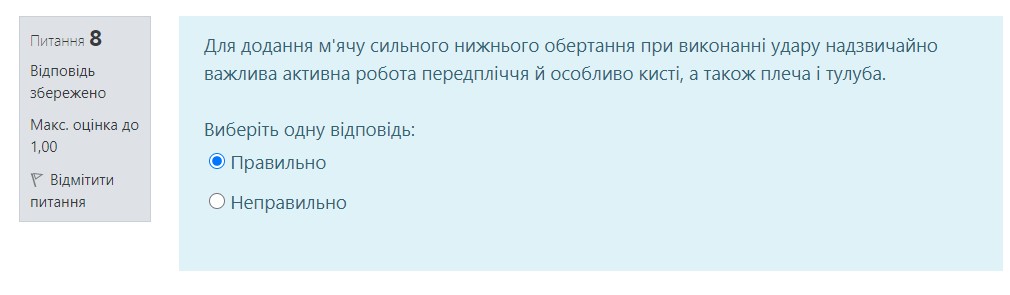 Питання 8
Відповідь
збережено
Макс. оцінка до
1,00
Відмітити
питання
Для додання м'ячу сильного нижнього обертання при виконанні удару надзвичайно
важлива активна робота передпліччя й особливо кисті, а також плеча і тулуба.
Виберіть одну відповідь:
Правильно
Неправильно